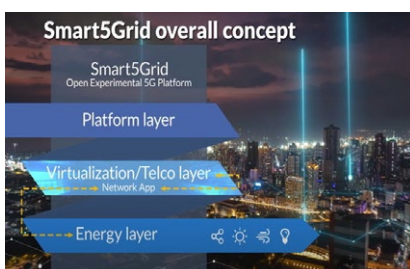 Smart5Grid overall concept
Smart5Grid
Open Experimental 5G Platform
Platform layer
Virtualization/Telco layer
Network App
Energy layer